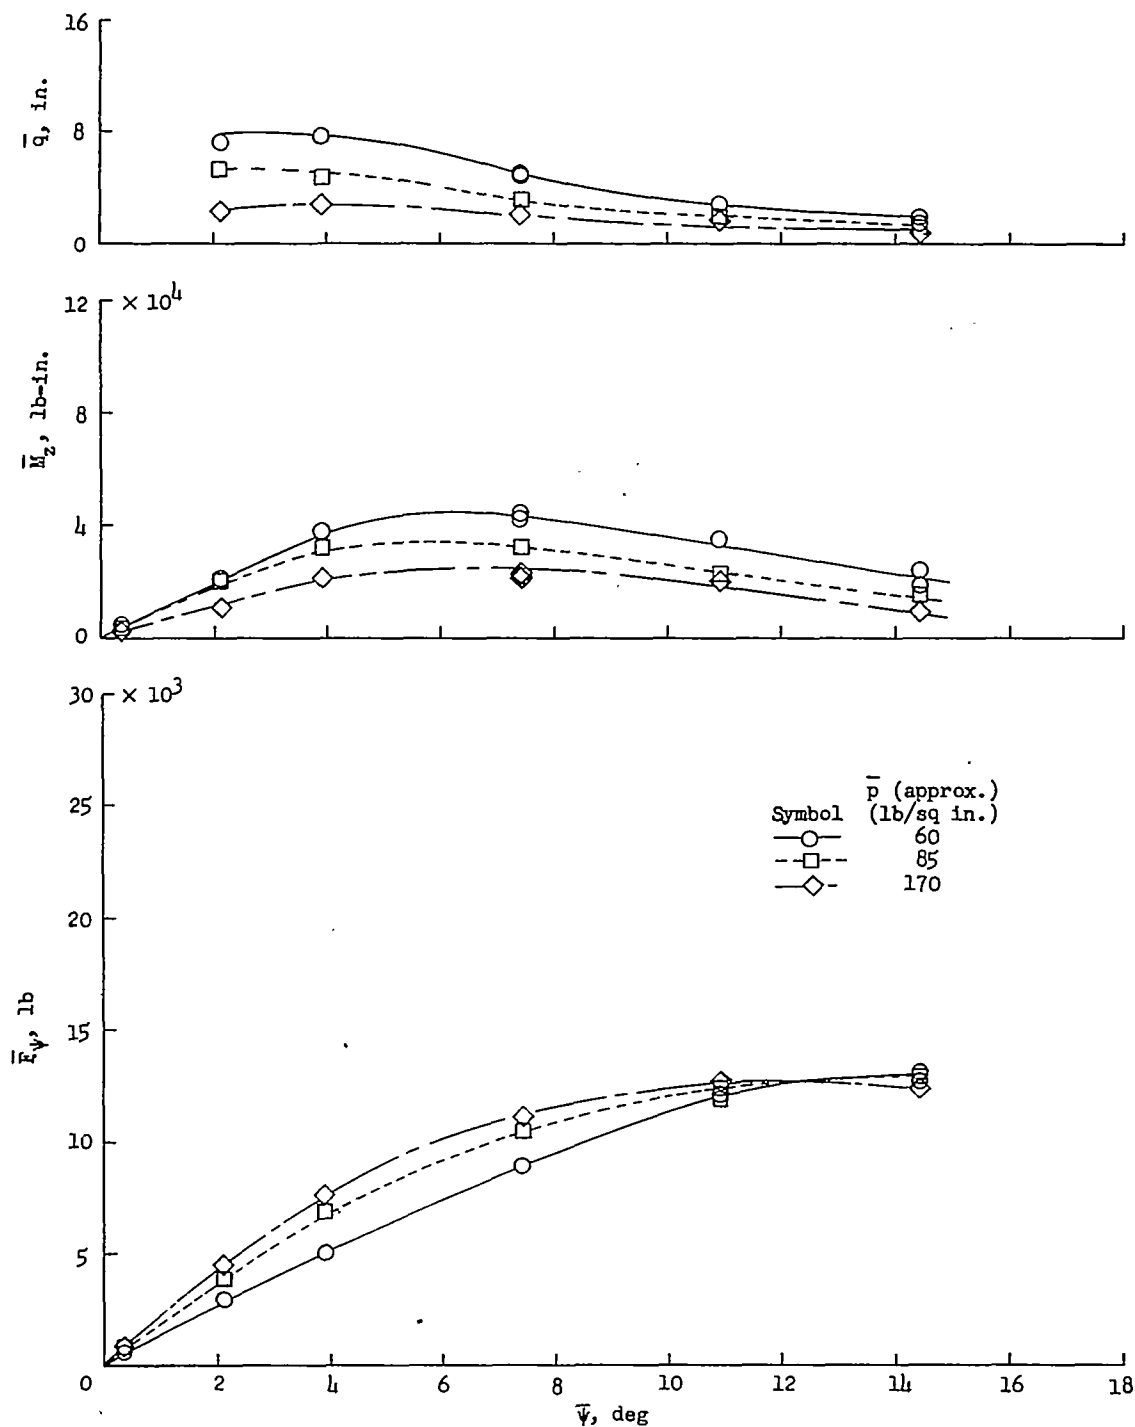 16
8
0
q̅, in.
12 × 10⁴
8
4
0
M̅z, lb-in.
30 × 10³
25
20
15
10
5
F̅ψ, lb
p̅ (approx.)
Symbol (lb/sq in.)
60
85
170
0 2 4 6 8 10 12 14 16 18
ψ̅, deg